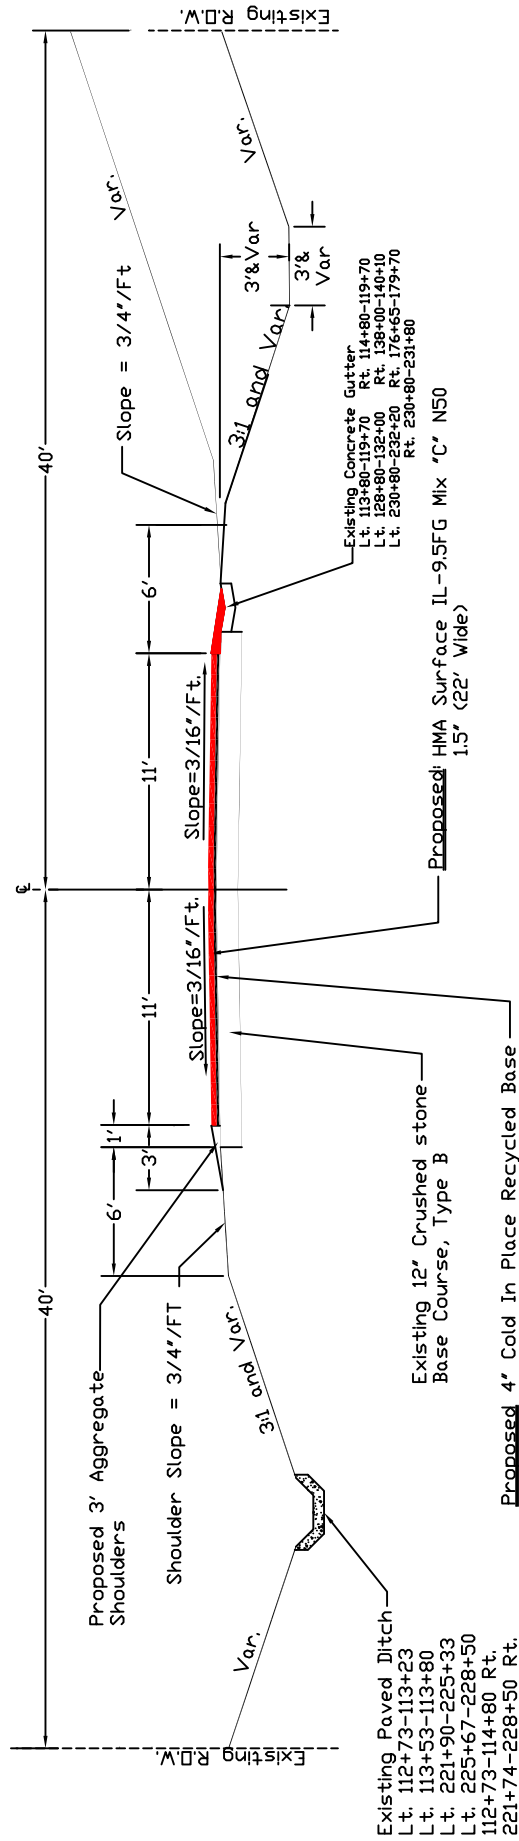 Existing R.O.W.
40'
40'
℄
6'
1'
3'
11'
11'
6'
Slope = 3/4"/Ft
Var.
Var.
3'&Var
3'&
Var
3:1 and Var.
Slope=3/16"/Ft.
Slope=3/16"/Ft.
Proposed 3' Aggregate
Shoulders
Shoulder Slope = 3/4"/FT
3:1 and Var.
Var.
Existing R.O.W.
Existing Concrete Gutter
Lt. 113+80-119+70 Rt. 114+80-119+70
Lt. 128+80-132+00 Rt. 138+00-140+10
Lt. 230+80-232+20 Rt. 176+65-179+70
Rt. 230+80-231+80
Proposed: HMA Surface IL-9.5FG Mix "C" N50
1.5" (22' Wide)
Existing 12" Crushed stone
Base Course, Type B
Proposed 4" Cold In Place Recycled Base
Existing Paved Ditch
Lt. 112+73-113+23
Lt. 113+53-113+80
Lt. 221+90-225+33
Lt. 225+67-228+50
112+73-114+80 Rt.
221+74-228+50 Rt.